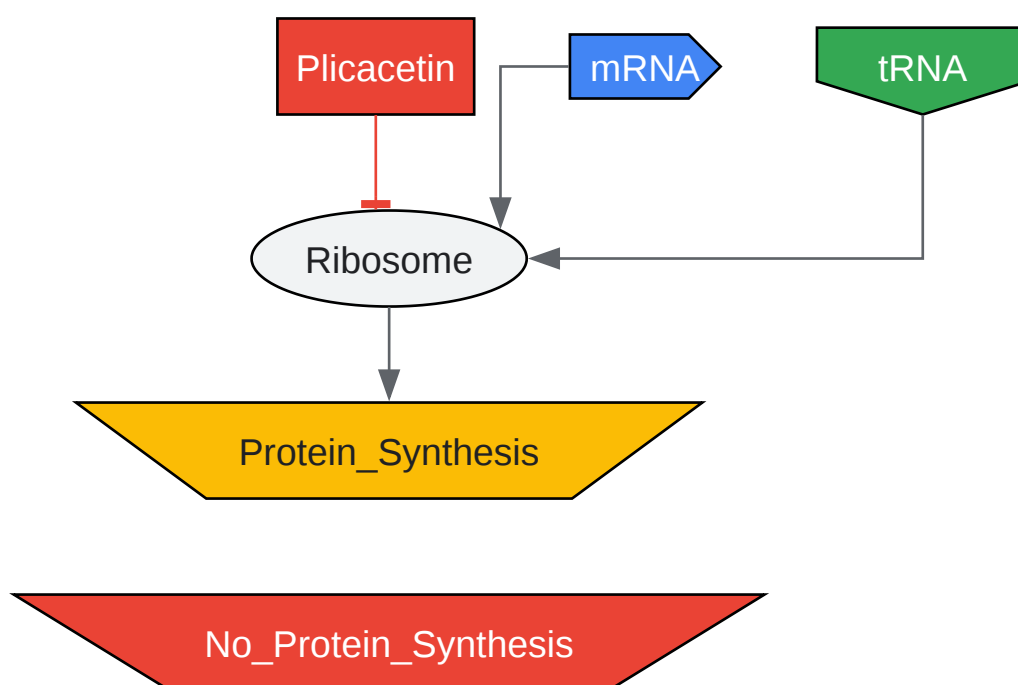 Plicacetin
mRNA
tRNA
Ribosome
Protein_Synthesis
No_Protein_Synthesis